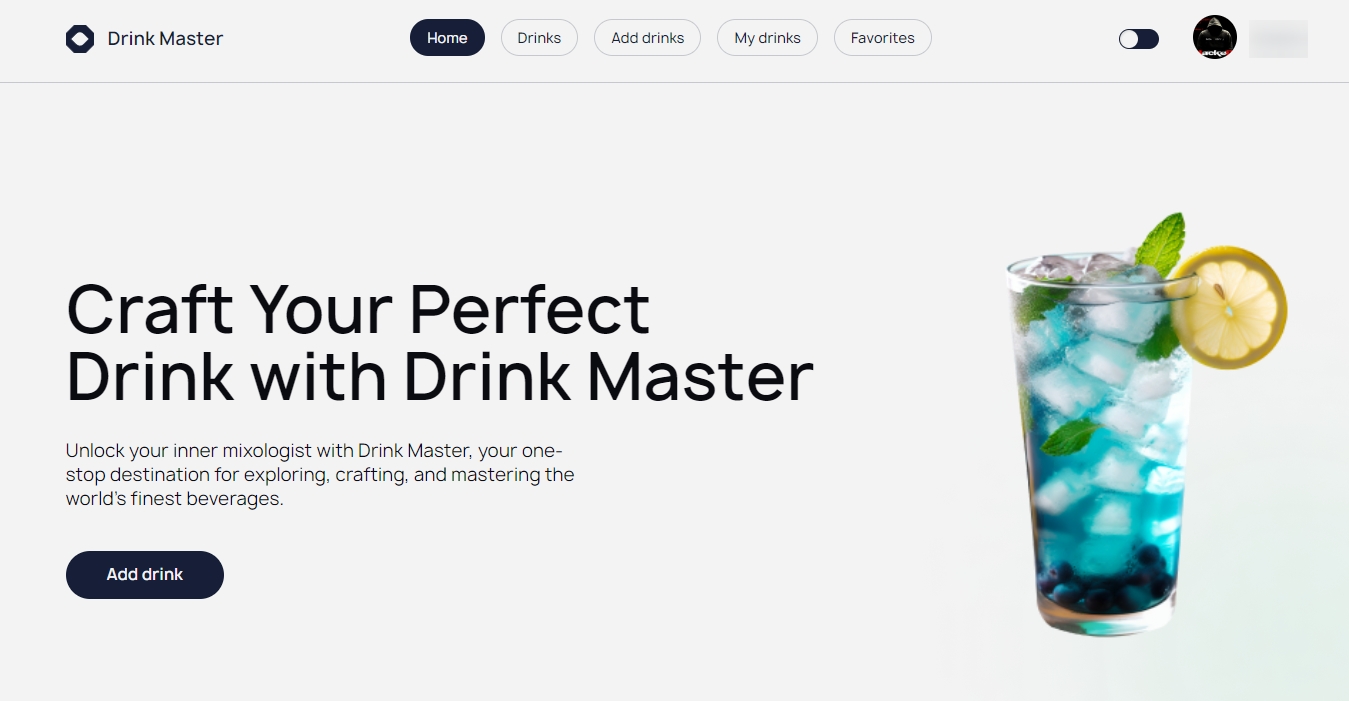 Drink Master
Home
Drinks
Add drinks
My drinks
Favorites
Craft Your Perfect
Drink with Drink Master
Unlock your inner mixologist with Drink Master, your one-
stop destination for exploring, crafting, and mastering the
world's finest beverages.
Add drink